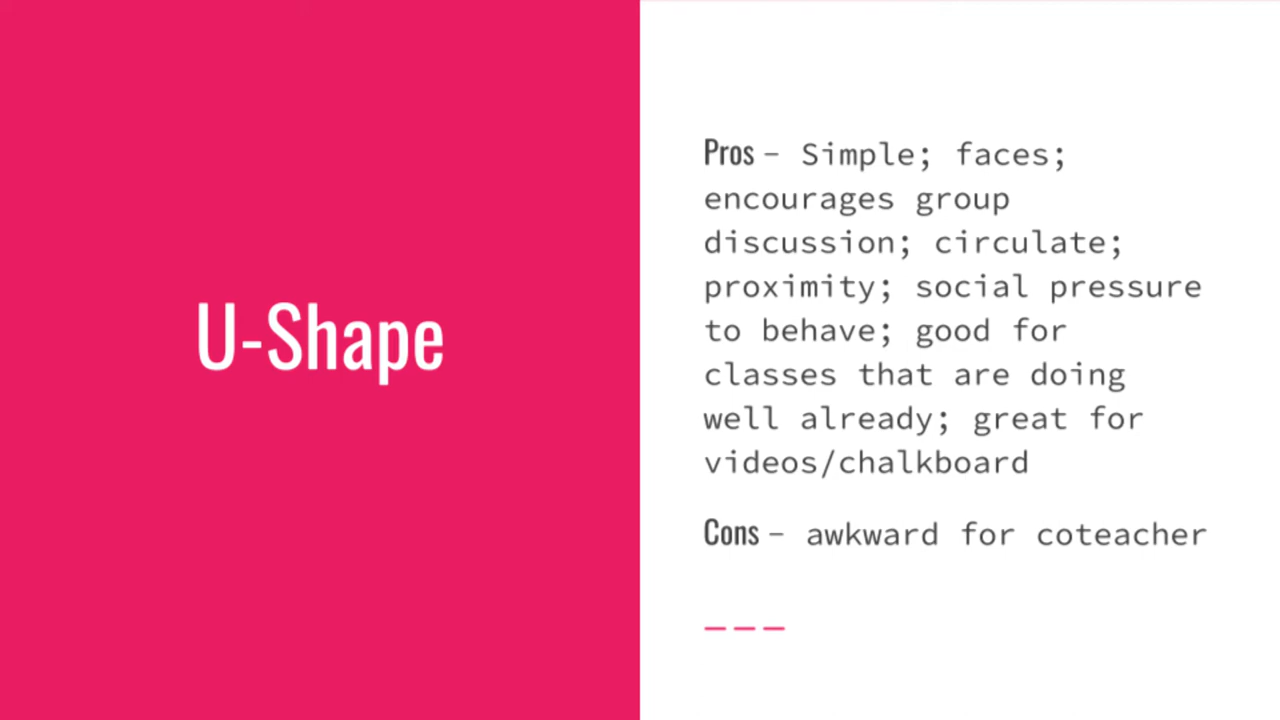 U-Shape
Pros – Simple; faces;
encourages group
discussion; circulate;
proximity; social pressure
to behave; good for
classes that are doing
well already; great for
videos/chalkboard
Cons – awkward for coteacher